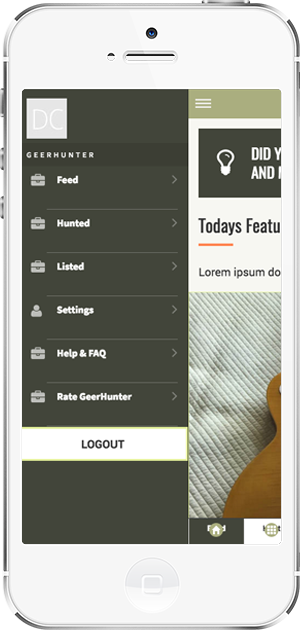 DC
GEERHUNTER
Feed
Hunted
Listed
Settings
Help & FAQ
Rate GeerHunter
LOGOUT
DID Y
AND M
Todays Featu
Lorem ipsum do